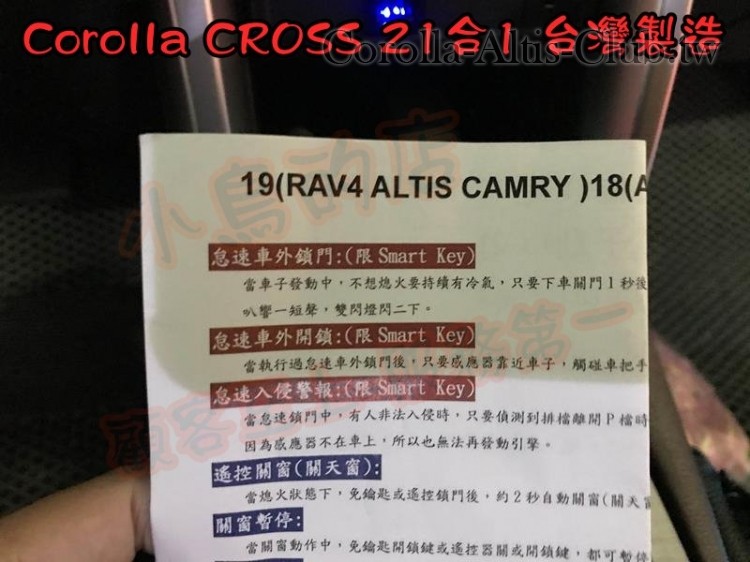 Corolla CROSS 21合1 台灣製造
Corolla-Altis-Club.tw
小鳥的店
19(RAV4 ALTIS CAMRY )18(A
怠速車外鎖門:(限 Smart Key)
當車子發動中，不想熄火要持續有冷氣，只要下車關門1秒後
叭響一短聲，雙閃燈閃二下。
怠速車外開鎖:(限 Smart Key)
當執行過怠速車外鎖門後，只要感應器靠近車子，觸碰車把手
怠速入侵警報:(限 Smart Key)
當怠速鎖門中，有人非法入侵時，只要偵測到排檔離開P檔時
因為感應器不在車上，所以也無法再發動引擎。
遙控關窗(關天窗):
當熄火狀態下，免鑰匙或遙控鎖門後，約2秒自動關窗(關天窗
關窗暫停:
當關窗動作中，免鑰匙開鎖鍵或遙控器關或開鎖鍵，都可暫停